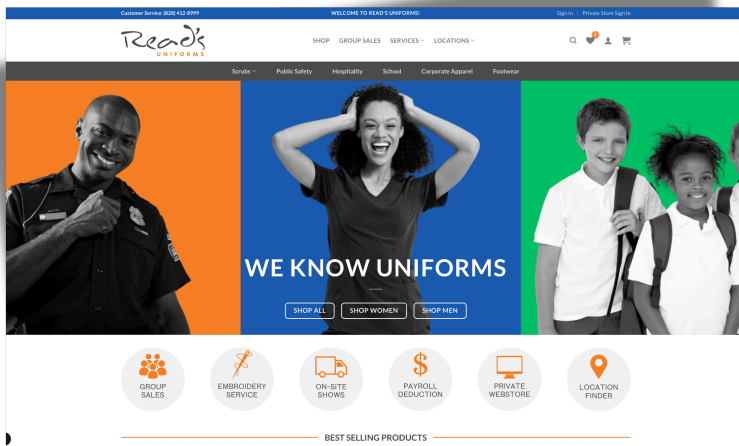 Customer Service: (828) 412-8999
WELCOME TO READ'S UNIFORMS!
Sign In | Private Store Sign In
Read's
UNIFORMS
SHOP GROUP SALES SERVICES LOCATIONS
1
Scrubs Public Safety Hospitality School Corporate Apparel Footwear
WE KNOW UNIFORMS
SHOP ALL SHOP WOMEN SHOP MEN
GROUP
SALES
EMBROIDERY
SERVICE
ON-SITE
SHOWS
PAYROLL
DEDUCTION
PRIVATE
WEBSTORE
LOCATION
FINDER
BEST SELLING PRODUCTS